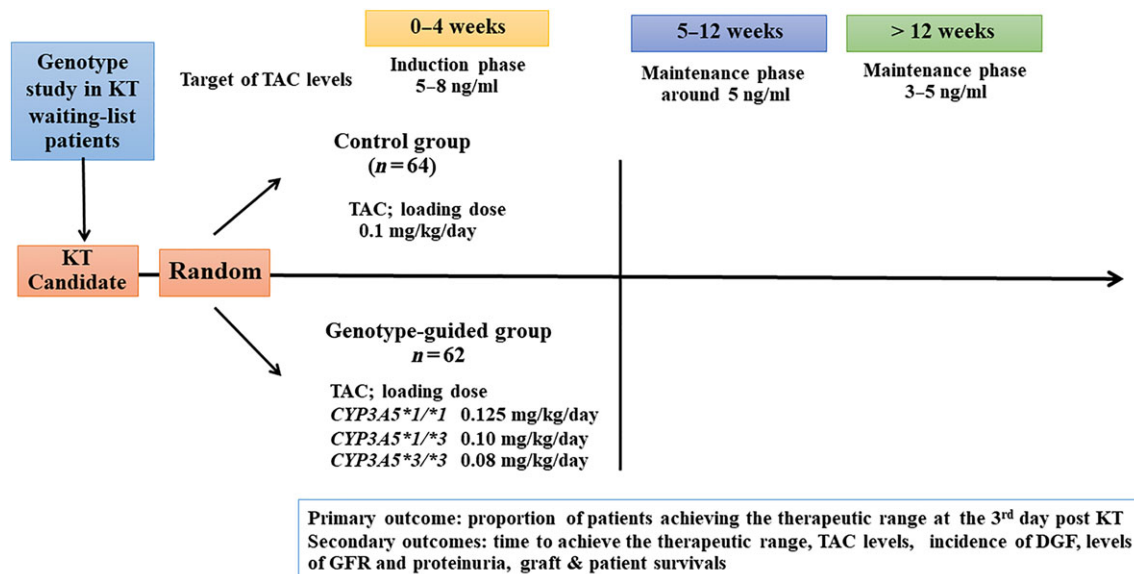 Genotype
study in KT
waiting-list
patients
Target of TAC levels
0–4 weeks
Induction phase
5–8 ng/ml
5–12 weeks
Maintenance phase
around 5 ng/ml
> 12 weeks
Maintenance phase
3–5 ng/ml
Control group
(n=64)
TAC; loading dose
0.1 mg/kg/day
KT
Candidate
Random
Genotype-guided group
n=62
TAC; loading dose
CYP3A5*1/*1 0.125 mg/kg/day
CYP3A5*1/*3 0.10 mg/kg/day
CYP3A5*3/*3 0.08 mg/kg/day
Primary outcome: proportion of patients achieving the therapeutic range at the 3rd day post KT
Secondary outcomes: time to achieve the therapeutic range, TAC levels, incidence of DGF, levels
of GFR and proteinuria, graft & patient survivals